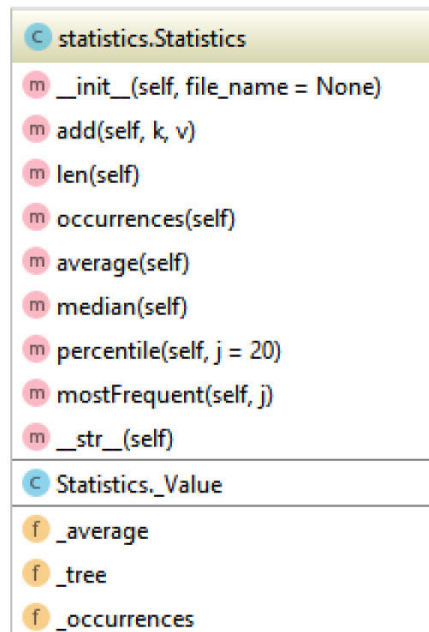 C statistics.Statistics
m __init__(self, file_name = None)
m add(self, k, v)
m len(self)
m occurrences(self)
m average(self)
m median(self)
m percentile(self, j = 20)
m mostFrequent(self, j)
m __str__(self)
C Statistics._Value
f _average
f _tree
f _occurrences